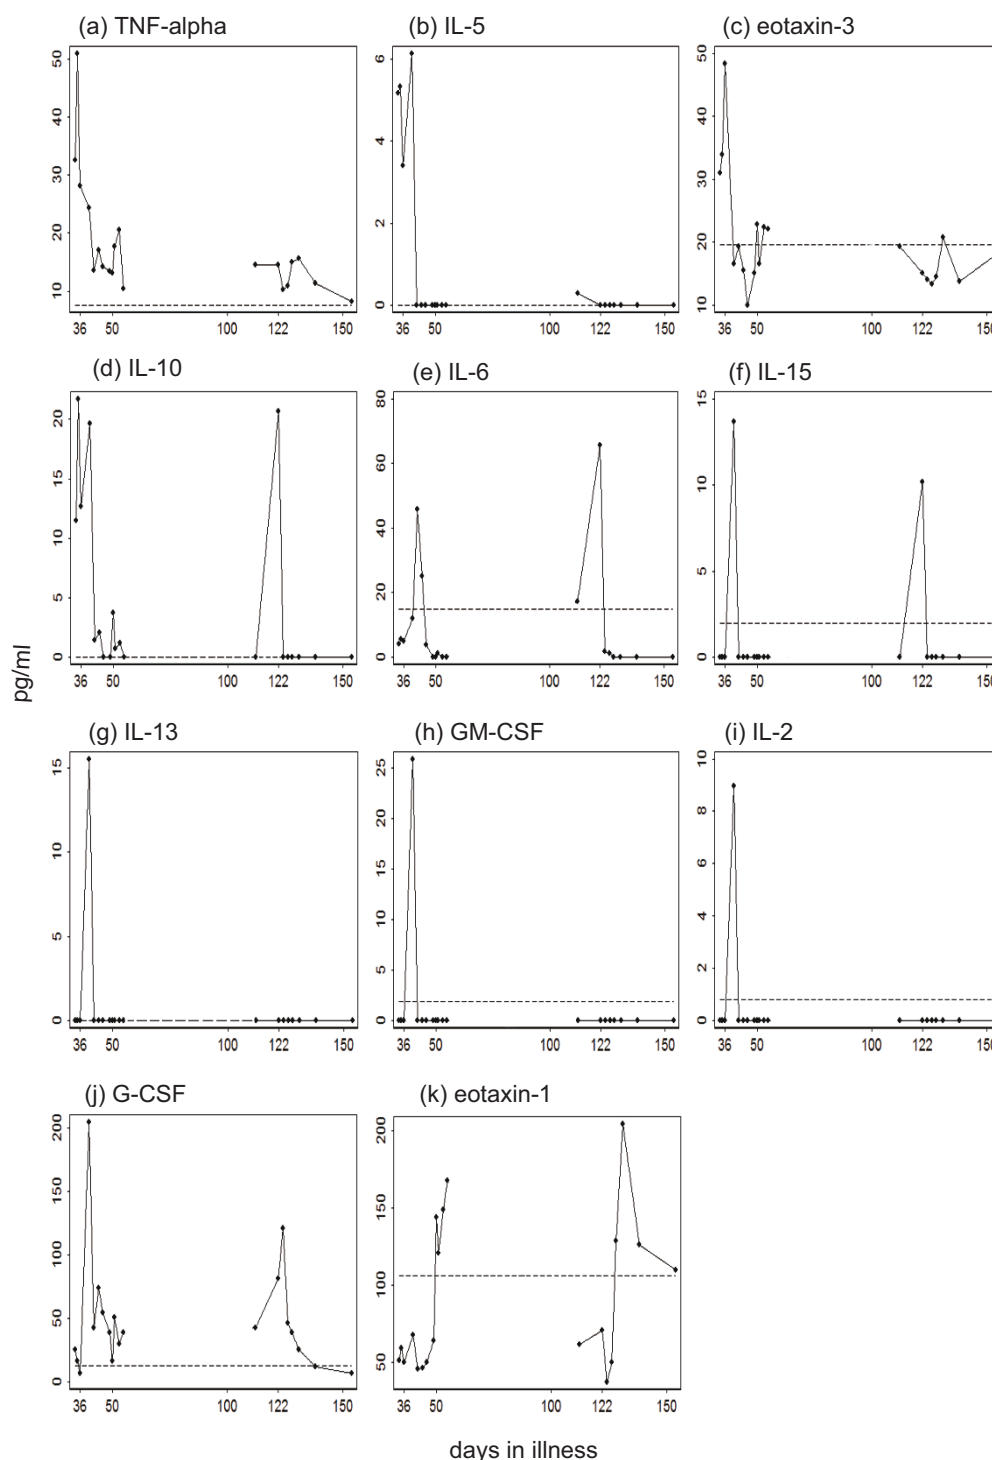 (a) TNF-alpha
(b) IL-5
(c) eotaxin-3
50
40
30
20
10
36 50 100 122 150
6
4
2
0
36 50 100 122 150
50
40
30
20
10
36 50 100 122 150
(d) IL-10
(e) IL-6
(f) IL-15
20
15
10
5
0
36 50 100 122 150
80
60
40
20
0
36 50 100 122 150
15
10
5
0
36 50 100 122 150
pg/ml
(g) IL-13
(h) GM-CSF
(i) IL-2
15
10
5
0
36 50 100 122 150
25
20
15
10
5
0
36 50 100 122 150
10
8
6
4
2
0
36 50 100 122 150
(j) G-CSF
(k) eotaxin-1
200
150
100
50
0
36 50 100 122 150
200
150
100
50
36 50 100 122 150
days in illness